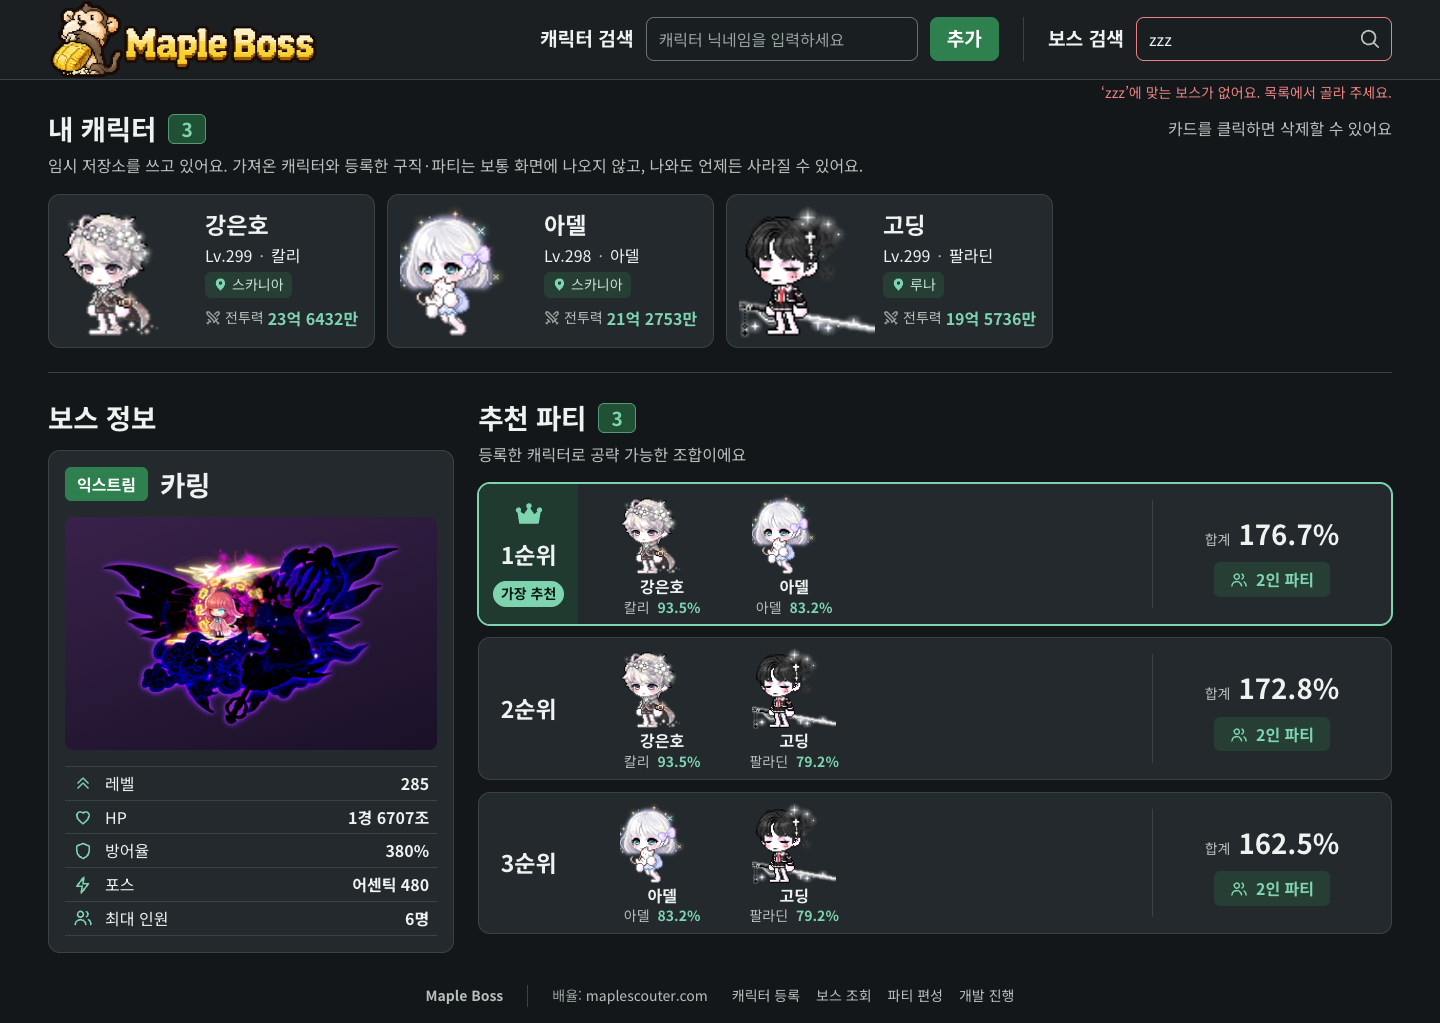 Maple Boss
캐릭터 검색 캐릭터 닉네임을 입력하세요 추가 보스 검색 zzz
‘zzz’에 맞는 보스가 없어요. 목록에서 골라 주세요.
내 캐릭터 3 카드를 클릭하면 삭제할 수 있어요
임시 저장소를 쓰고 있어요. 가져온 캐릭터와 등록한 구직·파티는 보통 화면에 나오지 않고, 나와도 언제든 사라질 수 있어요.
강은호
Lv.299 · 칼리
스카니아
전투력 23억 6432만
아델
Lv.298 · 아델
스카니아
전투력 21억 2753만
고딩
Lv.299 · 팔라딘
루나
전투력 19억 5736만
보스 정보
익스트림 카링
레벨 285
HP 1경 6707조
방어율 380%
포스 어센틱 480
최대 인원 6명
추천 파티 3
등록한 캐릭터로 공략 가능한 조합이에요
1순위
가장 추천
강은호
칼리 93.5%
아델
아델 83.2%
합계 176.7%
2인 파티
2순위
강은호
칼리 93.5%
고딩
팔라딘 79.2%
합계 172.8%
2인 파티
3순위
아델
아델 83.2%
고딩
팔라딘 79.2%
합계 162.5%
2인 파티
Maple Boss 배율: maplescouter.com 캐릭터 등록 보스 조회 파티 편성 개발 진행